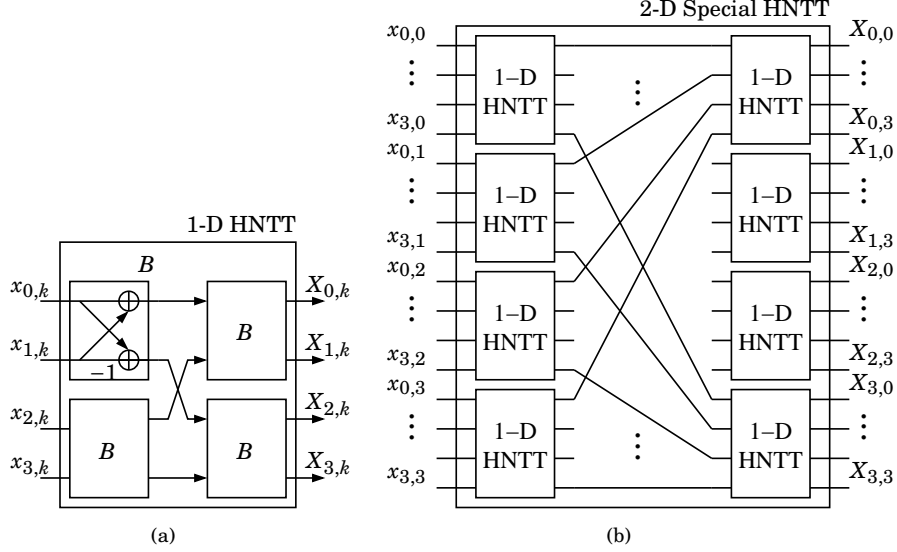 1-D HNTT
B
x0,k
x1,k
−1
x2,k
x3,k
B
B
B
X0,k
X1,k
X2,k
X3,k
(a)
2-D Special HNTT
x0,0
⋮
x3,0
x0,1
⋮
x3,1
x0,2
⋮
x3,2
x0,3
⋮
x3,3
1–D
HNTT
1–D
HNTT
1–D
HNTT
1–D
HNTT
⋮
⋮
1–D
HNTT
1–D
HNTT
1–D
HNTT
1–D
HNTT
X0,0
⋮
X0,3
X1,0
⋮
X1,3
X2,0
⋮
X2,3
X3,0
⋮
X3,3
(b)